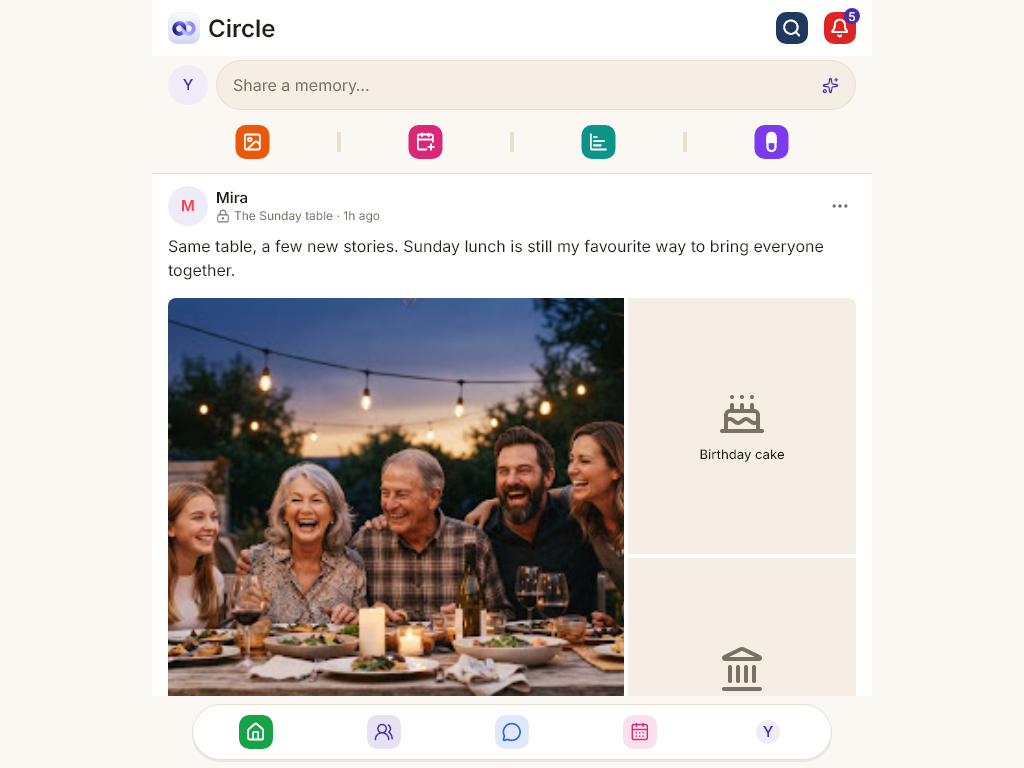 Circle
5
Y
Share a memory...
M
Mira
The Sunday table · 1h ago
Same table, a few new stories. Sunday lunch is still my favourite way to bring everyone
together.
Birthday cake
Y